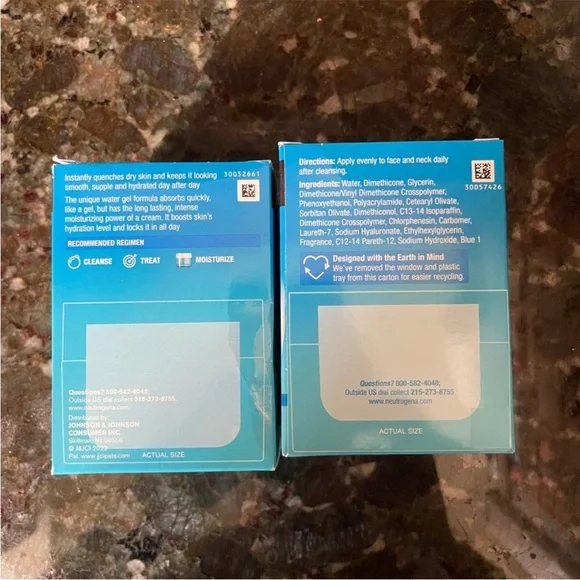 Instantly quenches dry skin and keeps it looking
smooth, supple and hydrated day after day
30052661
The unique water gel formula absorbs quickly,
like a gel, but has the long lasting, intense
moisturizing power of a cream. It boosts skin's
hydration level and locks it in all day
RECOMMENDED REGIMEN
CLEANSE
TREAT
MOISTURIZE
Questions? 800-582-4048;
Outside US dial collect 215-273-8755
www.neutrogena.com
Distributed by:
JOHNSON & JOHNSON
CONSUMER INC.
Skillman, NJ 08558
© J&JCI 2022
Pat. www.jcipats.com
ACTUAL SIZE
Directions: Apply evenly to face and neck daily
after cleansing.
30057426
Ingredients: Water, Dimethicone, Glycerin,
Dimethicone/Vinyl Dimethicone Crosspolymer,
Phenoxyethanol, Polyacrylamide, Cetearyl Olivate,
Sorbitan Olivate, Dimethiconol, C13-14 Isoparaffin,
Dimethicone Crosspolymer, Chlorphenesin, Carbomer,
Laureth-7, Sodium Hyaluronate, Ethylhexylglycerin,
Fragrance, C12-14 Pareth-12, Sodium Hydroxide, Blue 1
Designed with the Earth in Mind
We've removed the window and plastic
tray from this carton for easier recycling.
Questions? 800-582-4048;
Outside US dial collect 215-273-8755
www.neutrogena.com
ACTUAL SIZE